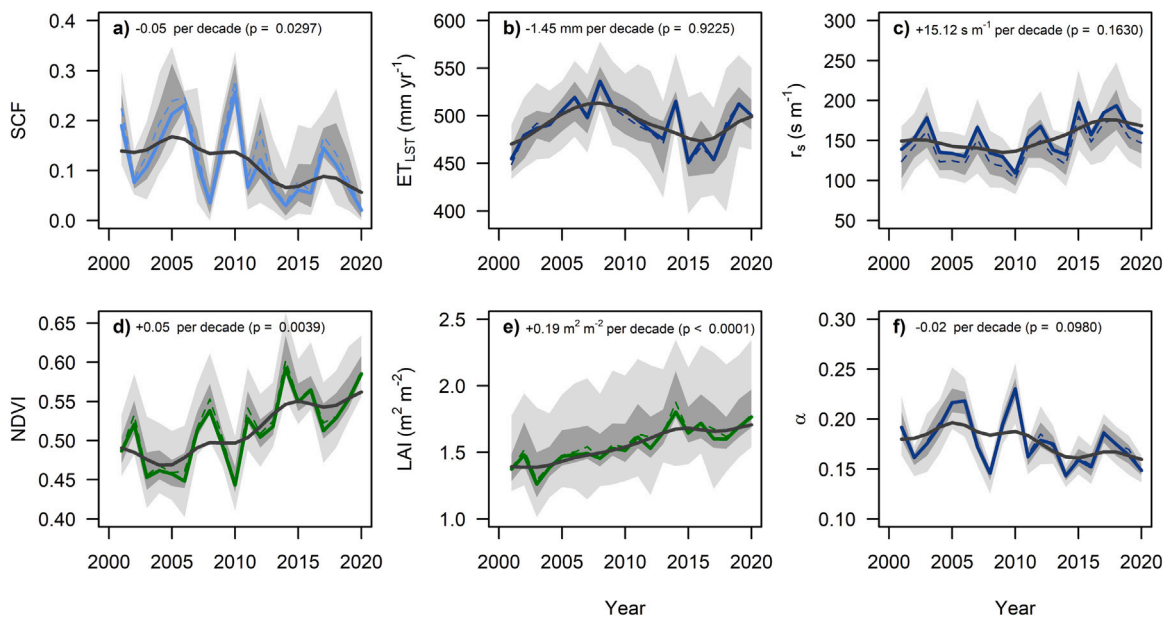 a) -0.05 per decade (p = 0.0297)
SCF
0.4
0.3
0.2
0.1
0.0
2000 2005 2010 2015 2020
b) -1.45 mm per decade (p = 0.9225)
ET_LST (mm yr⁻¹)
600
550
500
450
400
2000 2005 2010 2015 2020
c) +15.12 s m⁻¹ per decade (p = 0.1630)
r_s (s m⁻¹)
300
250
200
150
100
50
2000 2005 2010 2015 2020
d) +0.05 per decade (p = 0.0039)
NDVI
0.65
0.60
0.55
0.50
0.45
0.40
2000 2005 2010 2015 2020
e) +0.19 m² m⁻² per decade (p < 0.0001)
LAI (m² m⁻²)
2.5
2.0
1.5
1.0
2000 2005 2010 2015 2020
Year
f) -0.02 per decade (p = 0.0980)
α
0.30
0.25
0.20
0.15
0.10
2000 2005 2010 2015 2020
Year